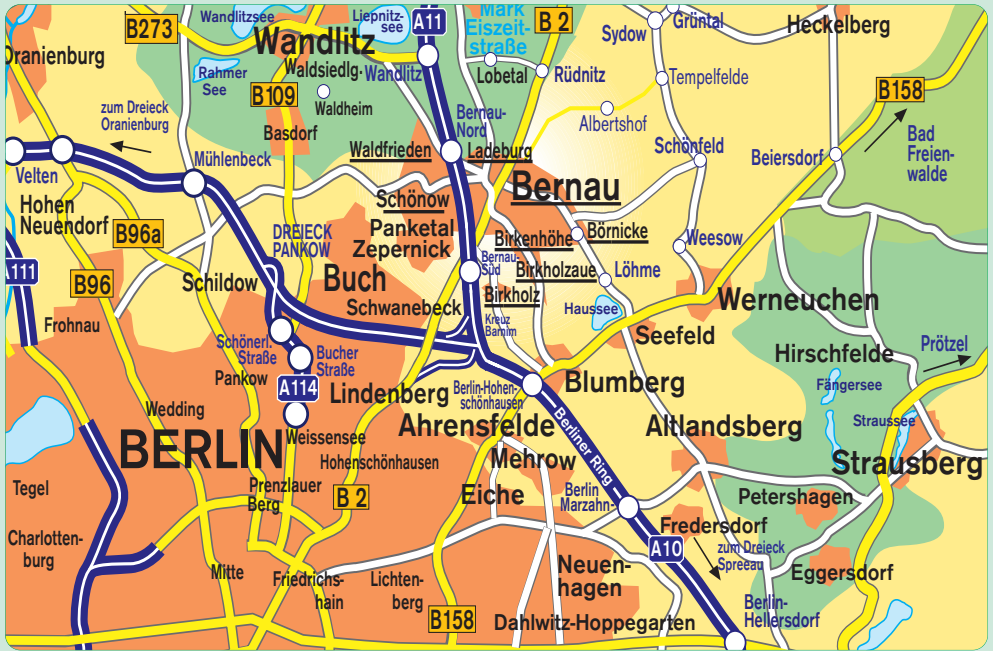 B273
Wandlitzsee
Liepnitz-
see
A11
Mark
Eiszeit-
straße
B 2
Sydow
Grüntal
Heckelberg
Oranienburg
Wandlitz
Rahmer
See
Waldsiedlg.
Wandlitz
Lobetal
Rüdnitz
Tempelfelde
B158
B109
Waldheim
zum Dreieck
Oranienburg
Basdorf
Bernau-
Nord
Albertshof
Bad
Freien-
walde
Waldfrieden
Ladeburg
Schönfeld
Beiersdorf
Velten
Mühlenbeck
Hohen
Neuendorf
Schönow
Bernau
B96a
DREIECK
PANKOW
Panketal
Zepernick
Birkenhöhe
Börnicke
Weesow
A111
B96
Schildow
Buch
Bernau-
Süd
Birkholzaue
Löhme
Schwanebeck
Birkholz
Haussee
Werneuchen
Frohnau
Kreuz
Barnim
Seefeld
Schönerl.
Straße
Bucher
Straße
Hirschfelde
Prötzel
Pankow
A114
Lindenberg
Berlin-Hohen-
schönhausen
Blumberg
Fängersee
Wedding
BERLIN
Weissensee
Ahrensfelde
Berliner Ring
Altlandsberg
Straussee
Hohenschönhausen
Mehrow
Strausberg
Tegel
Prenzlauer
Berg
B 2
Eiche
Berlin
Marzahn-
Petershagen
Charlotten-
burg
Fredersdorf
A10
zum Dreieck
Spreeau
Mitte
Friedrichs-
hain
Lichten-
berg
Neuen-
hagen
Eggersdorf
B158
Dahlwitz-Hoppegarten
Berlin-
Hellersdorf